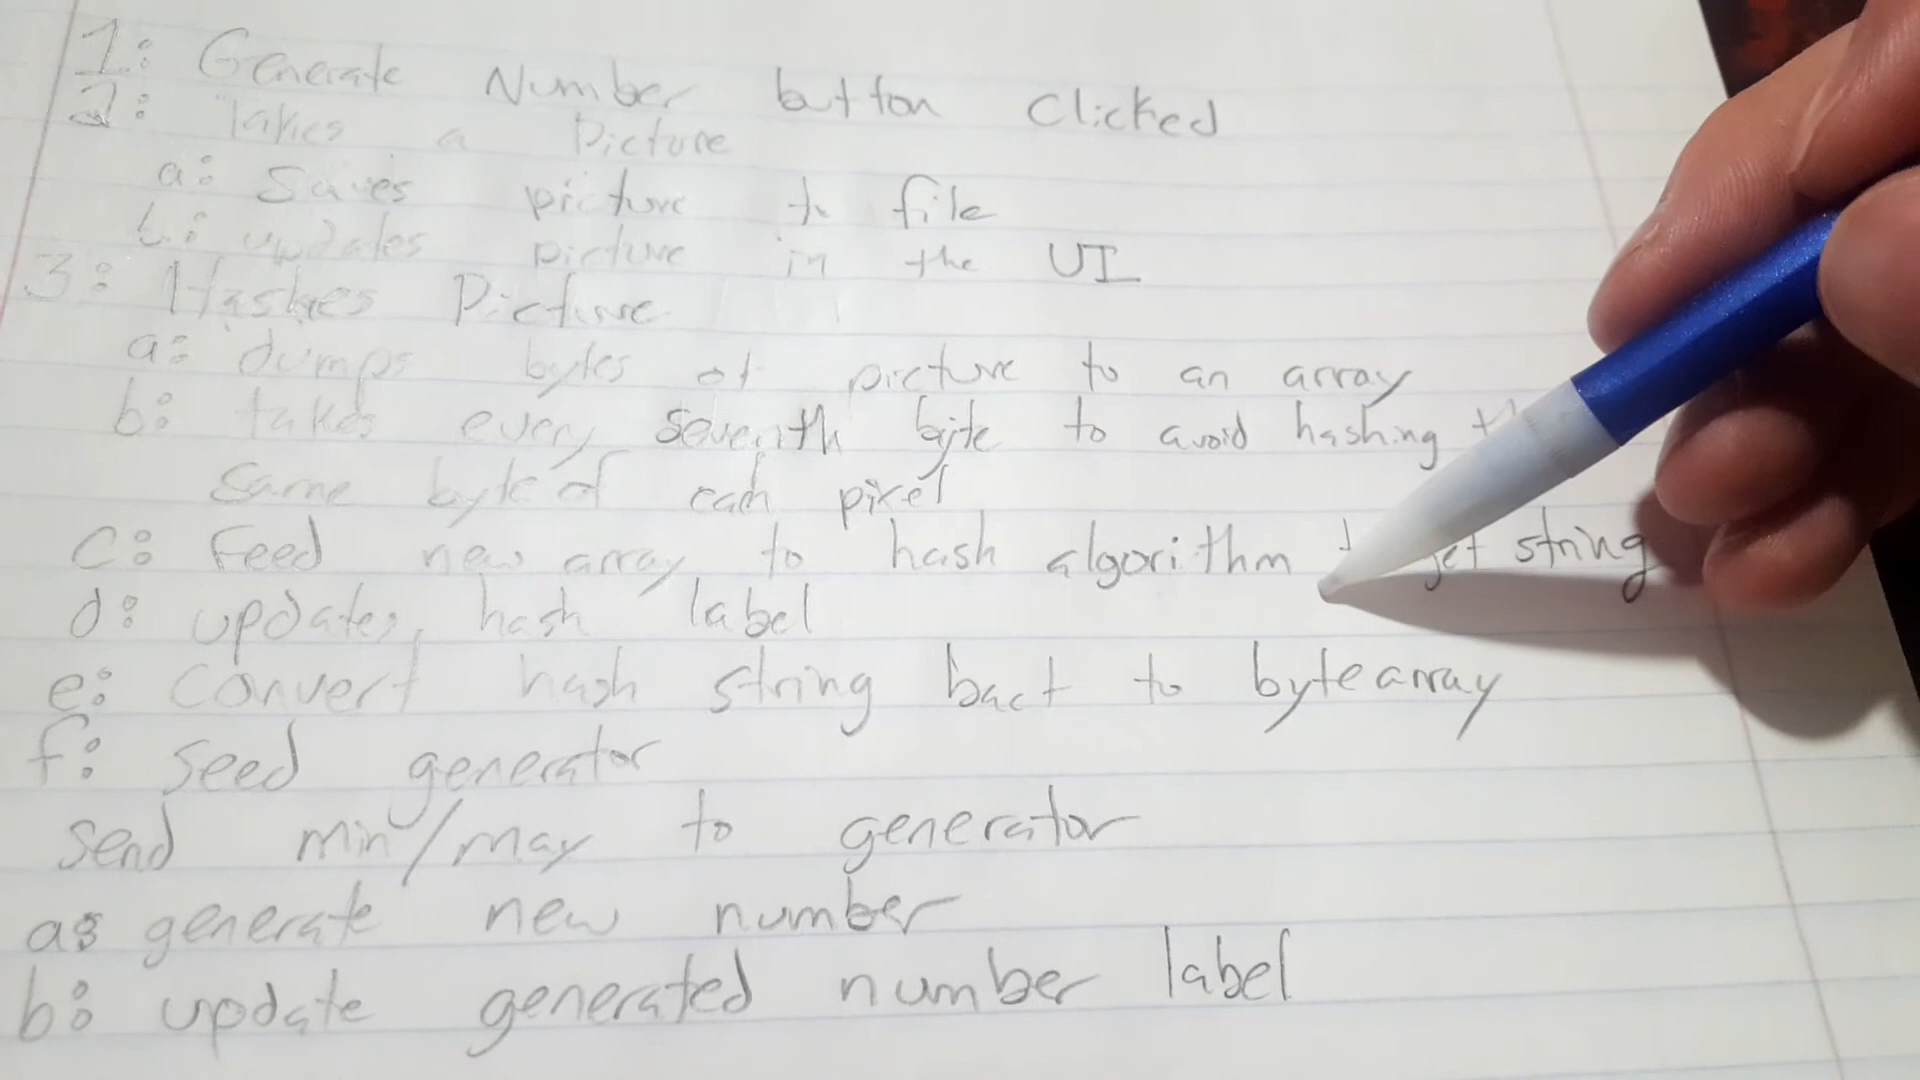 1: Generate Number button Clicked
2: Takes a Picture
a: Saves picture to file
b: updates picture in the UI
3: Hashes Picture
a: dumps bytes of picture to an array
b: takes every seventh byte to avoid hashing
same byte of each pixel
C: Feed new array to hash algorithm get string
d: updates hash label
e: Convert hash string back to bytearray
f: seed generator
send min/max to generator
a: generate new number
b: update generated number label